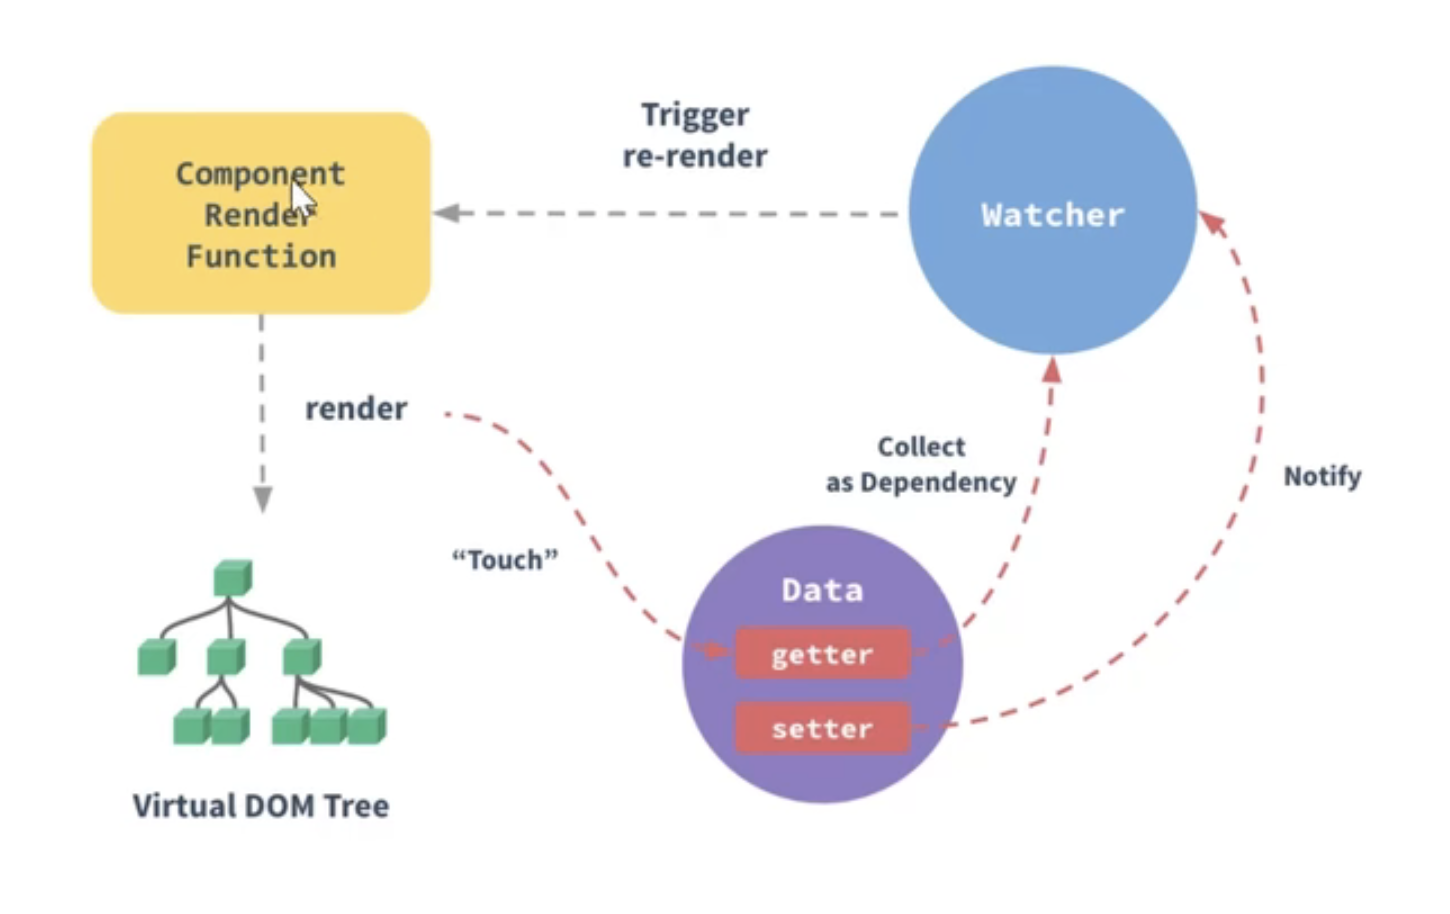 Trigger
re-render
Component
Render
Function
Watcher
render
Collect
as Dependency
Notify
“Touch”
Data
getter
setter
Virtual DOM Tree